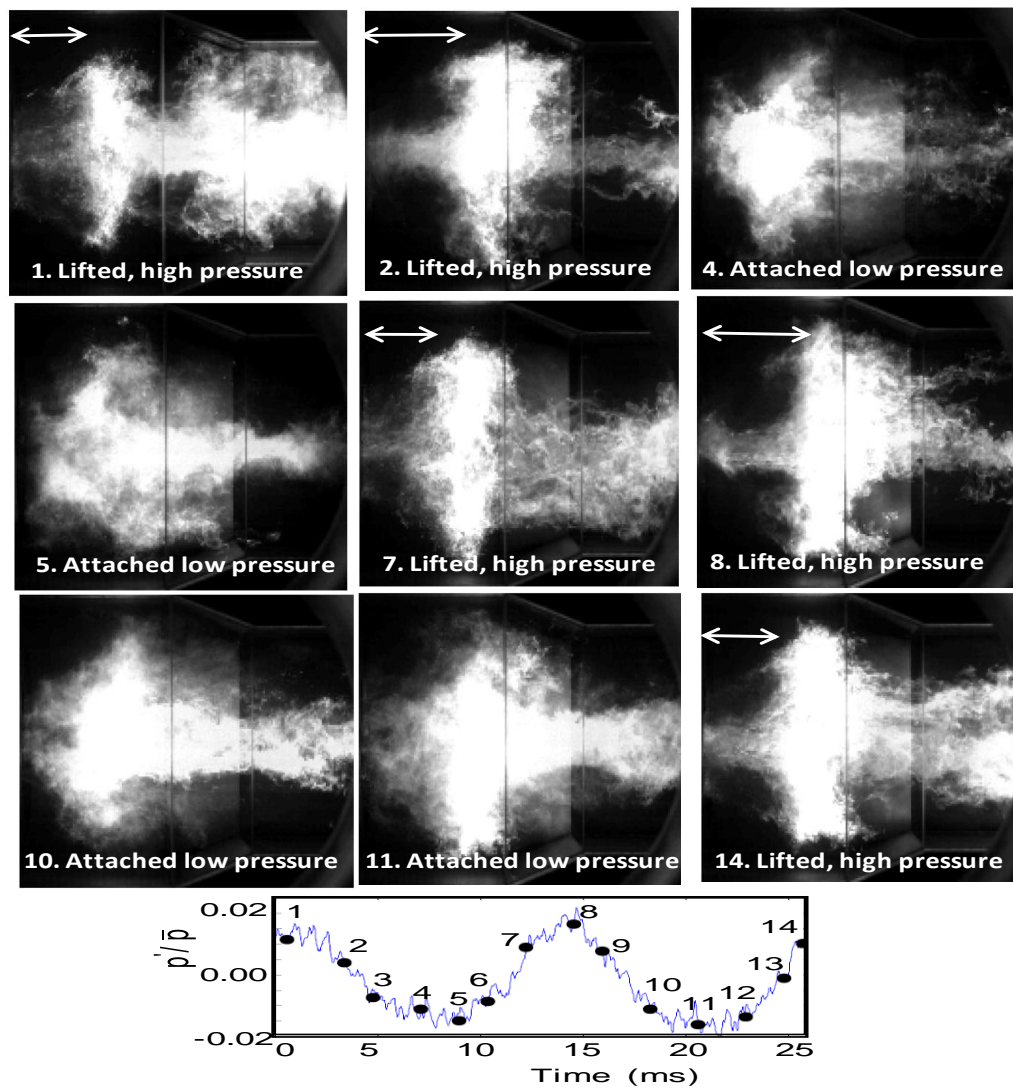 1. Lifted, high pressure
2. Lifted, high pressure
4. Attached low pressure
5. Attached low pressure
7. Lifted, high pressure
8. Lifted, high pressure
10. Attached low pressure
11. Attached low pressure
14. Lifted, high pressure
p'/p̄
0.02
0.00
-0.02
1
2
3
4
5
6
7
8
9
10
11
12
13
14
0 5 10 15 20 25
Time (ms)